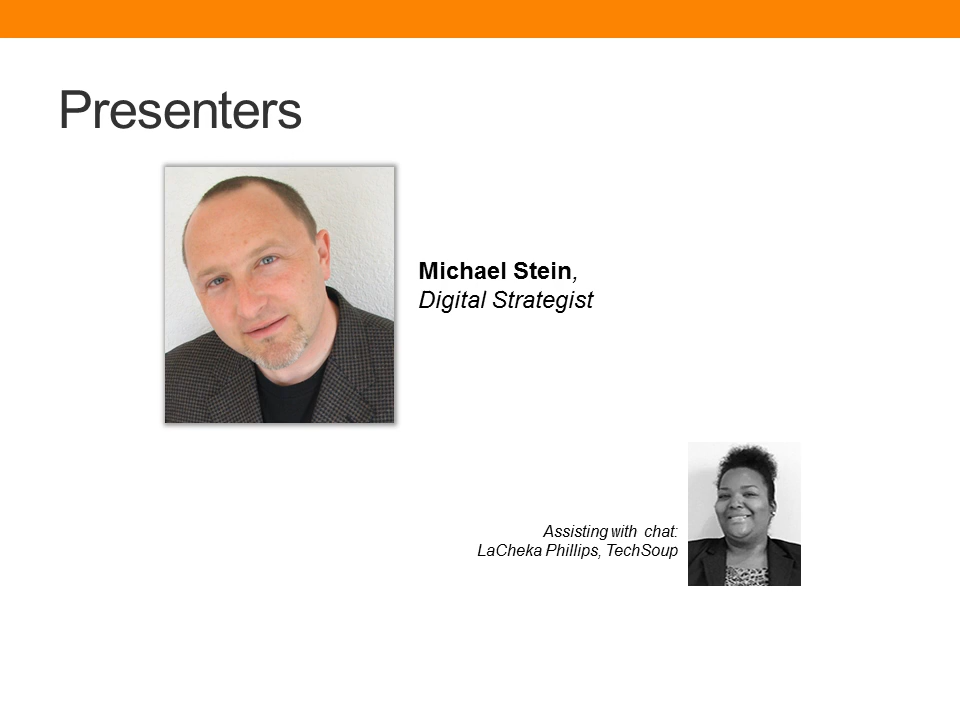 Presenters
Michael Stein,
Digital Strategist
Assisting with chat:
LaCheka Phillips, TechSoup